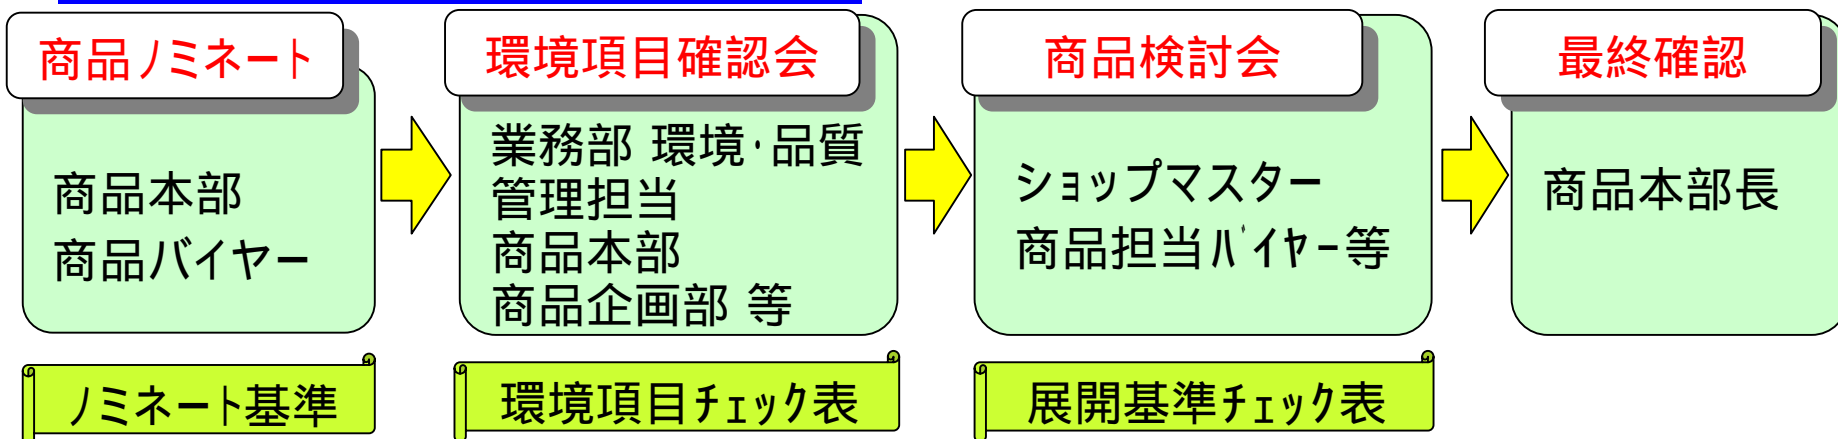 商品ノミネート
環境項目確認会
商品検討会
最終確認
商品本部
商品バイヤー
業務部 環境・品質
管理担当
商品本部
商品企画部 等
ショップマスター
商品担当バイヤー等
商品本部長
ノミネート基準
環境項目チェック表
展開基準チェック表